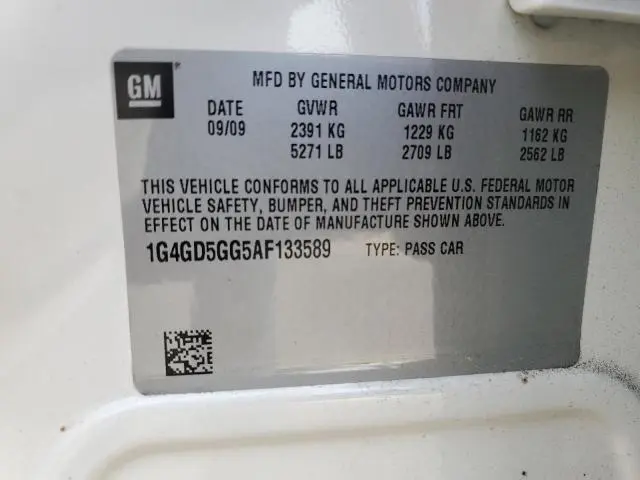 GM
MFD BY GENERAL MOTORS COMPANY
DATE GVWR GAWR FRT GAWR RR
09/09 2391 KG 1229 KG 1162 KG
5271 LB 2709 LB 2562 LB
THIS VEHICLE CONFORMS TO ALL APPLICABLE U.S. FEDERAL MOTOR
VEHICLE SAFETY, BUMPER, AND THEFT PREVENTION STANDARDS IN
EFFECT ON THE DATE OF MANUFACTURE SHOWN ABOVE.
1G4GD5GG5AF133589 TYPE: PASS CAR